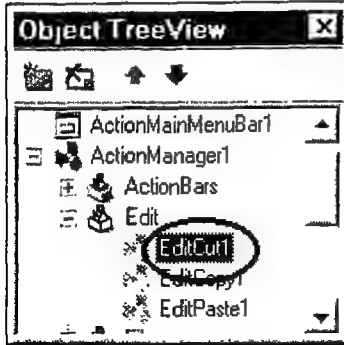 Object TreeView
ActionMainMenuBar1
ActionManager1
ActionBars
Edit
EditCut1
EditCopy1
EditPaste1